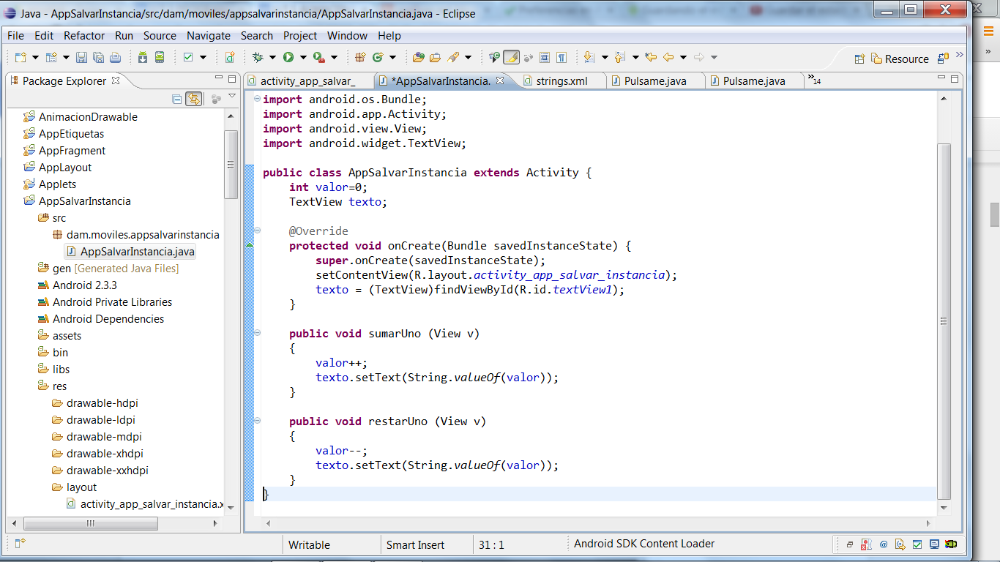 Java - AppSalvarInstancia/src/dam/moviles/appsalvarinstancia/AppSalvarInstancia.java - Eclipse
File Edit Refactor Run Source Navigate Search Project Window Help
Resource
Package Explorer
activity_app_salvar_ *AppSalvarInstancia. strings.xml Pulsame.java Pulsame.java »14
AnimacionDrawable
AppEtiquetas
AppFragment
AppLayout
Applets
AppSalvarInstancia
src
dam.moviles.appsalvarinstancia
AppSalvarInstancia.java
gen [Generated Java Files]
Android 2.3.3
Android Private Libraries
Android Dependencies
assets
bin
libs
res
drawable-hdpi
drawable-ldpi
drawable-mdpi
drawable-xhdpi
drawable-xxhdpi
layout
activity_app_salvar_instancia.x
import android.os.Bundle;
import android.app.Activity;
import android.view.View;
import android.widget.TextView;
public class AppSalvarInstancia extends Activity {
int valor=0;
TextView texto;
@Override
protected void onCreate(Bundle savedInstanceState) {
super.onCreate(savedInstanceState);
setContentView(R.layout.activity_app_salvar_instancia);
texto = (TextView)findViewById(R.id.textView1);
}
public void sumarUno (View v)
{
valor++;
texto.setText(String.valueOf(valor));
}
public void restarUno (View v)
{
valor--;
texto.setText(String.valueOf(valor));
}
}
Writable Smart Insert 31 : 1 Android SDK Content Loader